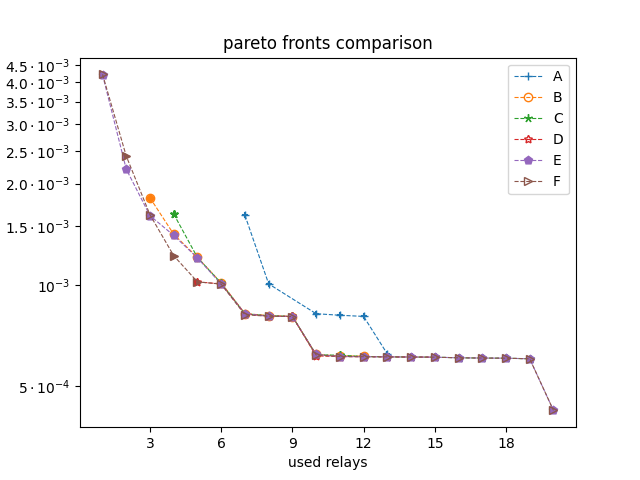 pareto fronts comparison
4.5 · 10⁻³
4.0 · 10⁻³
3.5 · 10⁻³
3.0 · 10⁻³
2.5 · 10⁻³
2.0 · 10⁻³
1.5 · 10⁻³
10⁻³
5 · 10⁻⁴
A
B
C
D
E
F
3 6 9 12 15 18
used relays